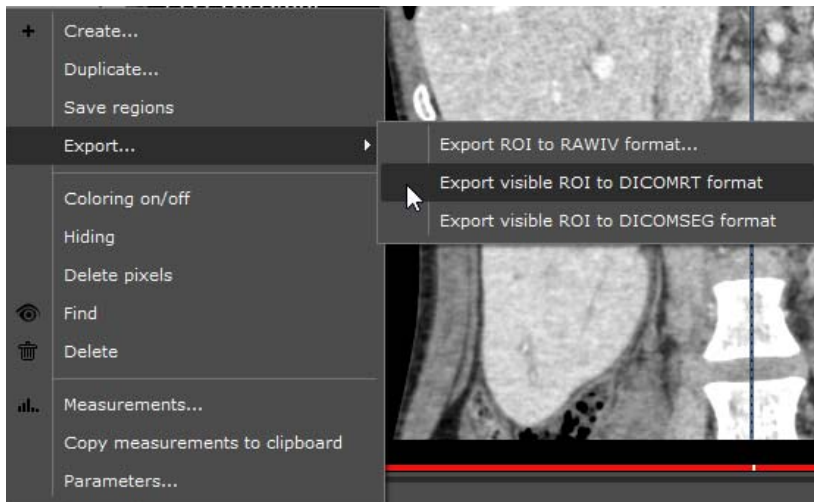 Create...
Duplicate...
Save regions
Export...
Export ROI to RAWIV format...
Export visible ROI to DICOMRT format
Export visible ROI to DICOMSEG format
Coloring on/off
Hiding
Delete pixels
Find
Delete
Measurements...
Copy measurements to clipboard
Parameters...